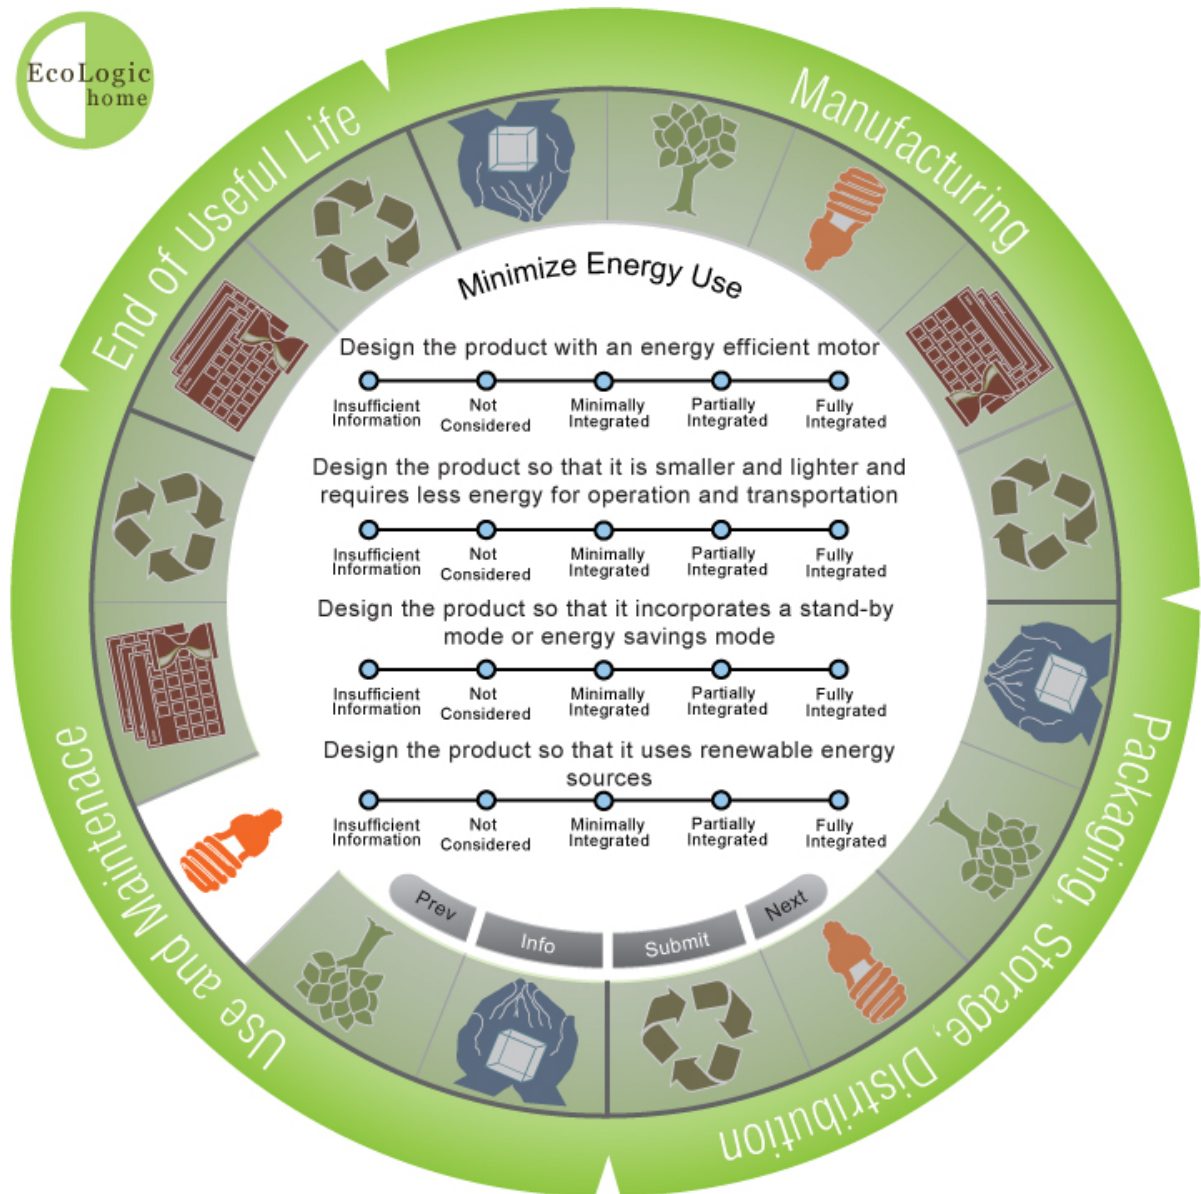 EcoLogic
home
End of Useful Life
Manufacturing
Packaging, Storage, Distribution
Use and Maintenace
Minimize Energy Use
Design the product with an energy efficient motor
Insufficient Information
Not Considered
Minimally Integrated
Partially Integrated
Fully Integrated
Design the product so that it is smaller and lighter and
requires less energy for operation and transportation
Insufficient Information
Not Considered
Minimally Integrated
Partially Integrated
Fully Integrated
Design the product so that it incorporates a stand-by
mode or energy savings mode
Insufficient Information
Not Considered
Minimally Integrated
Partially Integrated
Fully Integrated
Design the product so that it uses renewable energy
sources
Insufficient Information
Not Considered
Minimally Integrated
Partially Integrated
Fully Integrated
Prev
Info
Submit
Next